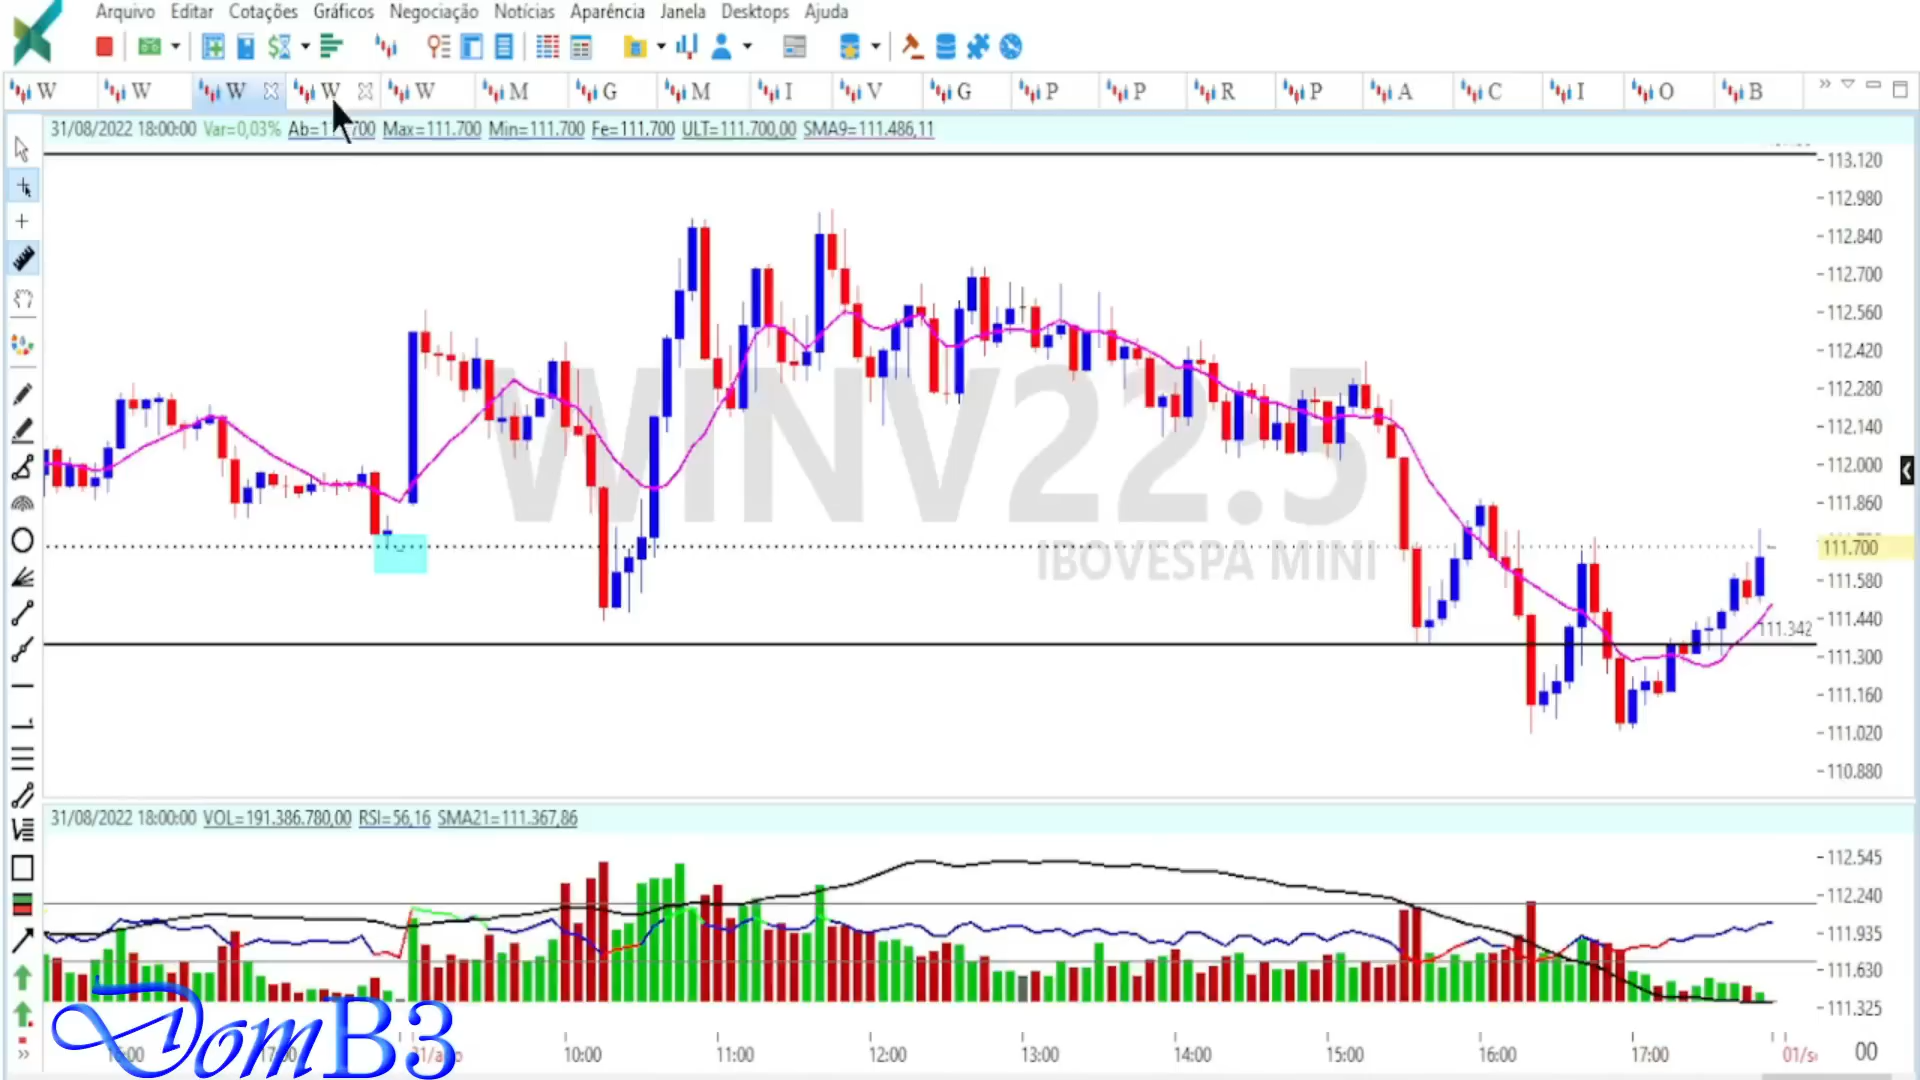 Arquivo Editar Cotações Gráficos Negociação Notícias Aparência Janela Desktops Ajuda
W W W W W M G M I V G P P R P A C I O B
31/08/2022 18:00:00 Var=0,03% Max=111.700 Min=111.700 Fe=111.700 ULT=111.700,00 SMA9=111.486,11
113.120
112.980
112.840
112.700
112.560
112.420
112.280
112.140
112.000
111.860
111.700
111.580
111.440
111.342
111.300
111.160
111.020
110.880
WINV22.5
IBOVESPA MINI
31/08/2022 18:00:00 VOL=191.386.780,00 RSI=56,16 SMA21=111.367,86
112.545
112.240
111.935
111.630
111.325
10:00 11:00 12:00 13:00 14:00 15:00 16:00 17:00 00
DomB3